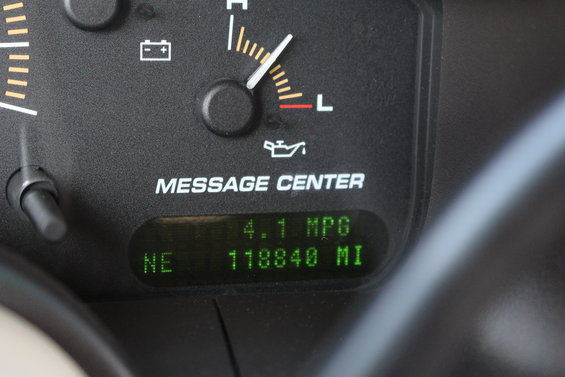 H
L
MESSAGE CENTER
4.1 MPG
NE 118840 MI